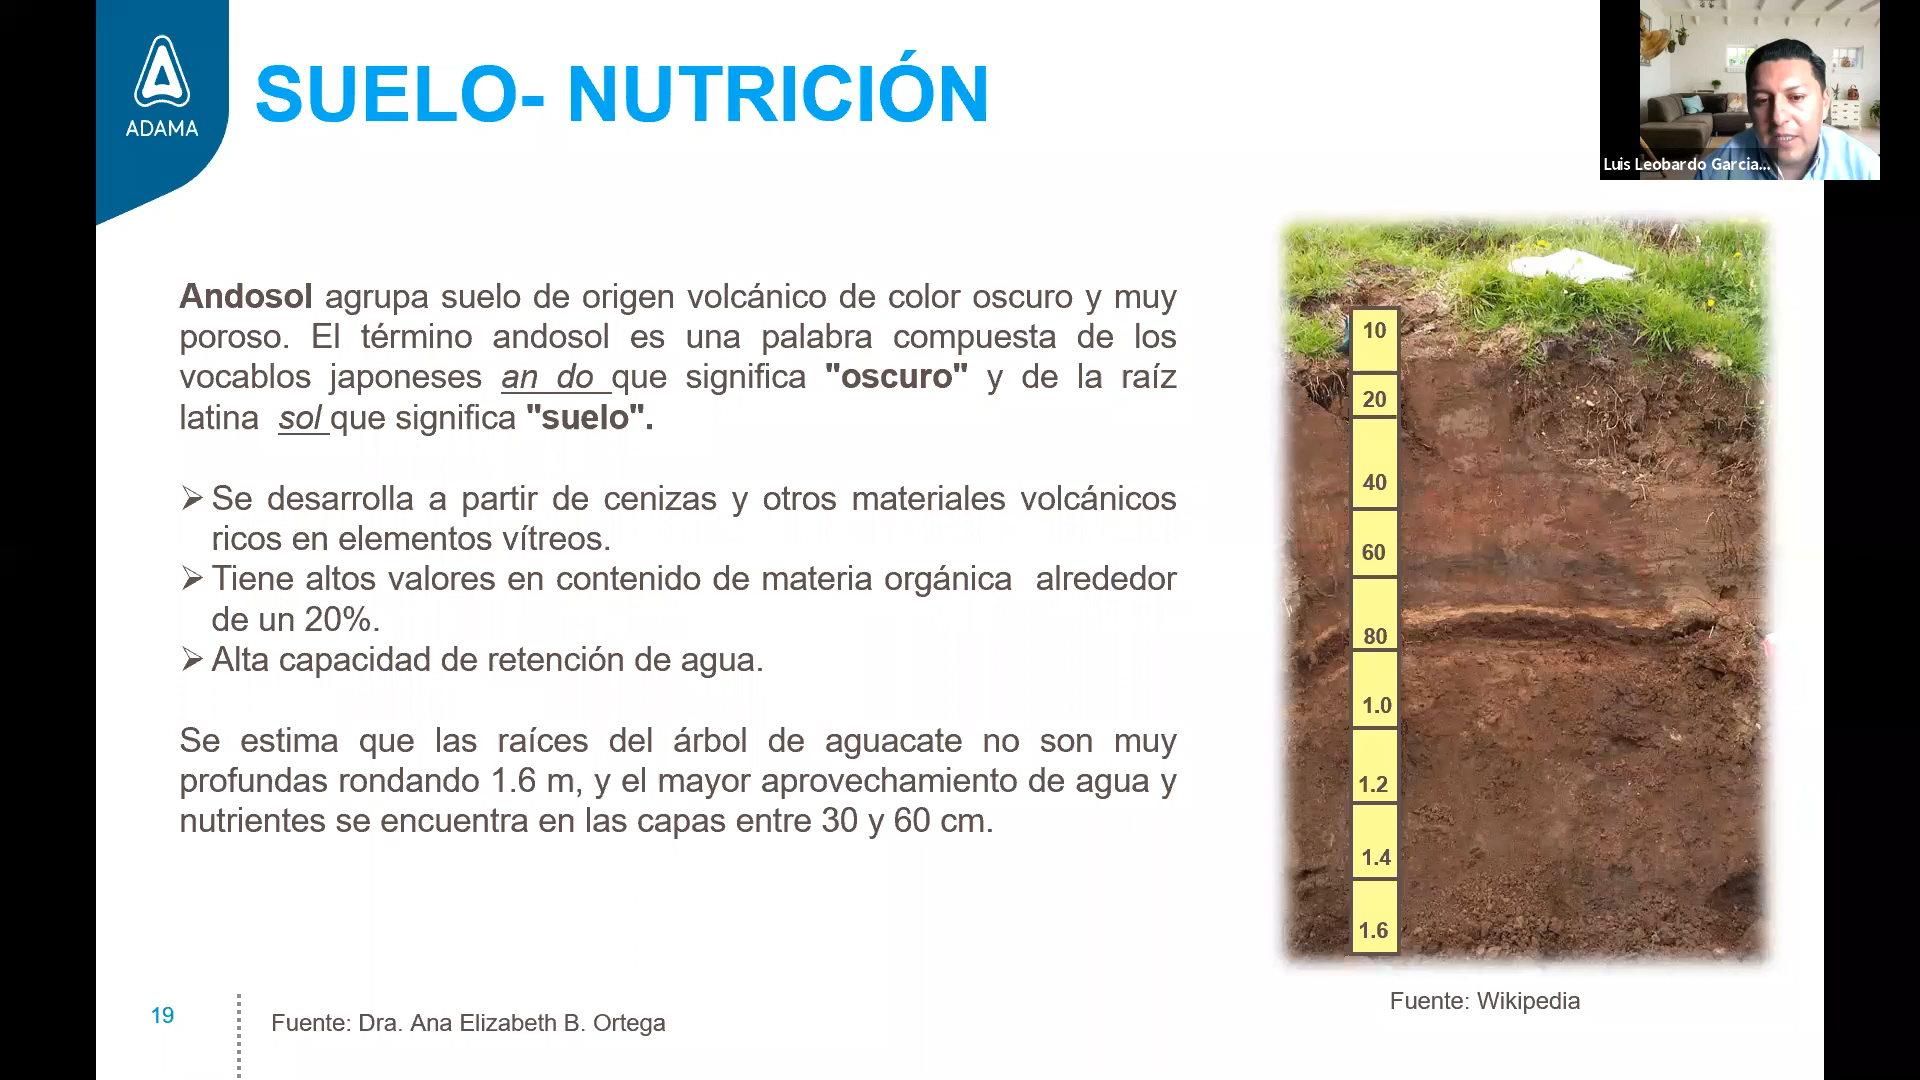 ADAMA
SUELO- NUTRICIÓN
Luis Leobardo Garcia...
Andosol agrupa suelo de origen volcánico de color oscuro y muy
poroso. El término andosol es una palabra compuesta de los
vocablos japoneses an do que significa "oscuro" y de la raíz
latina sol que significa "suelo".
➢ Se desarrolla a partir de cenizas y otros materiales volcánicos
ricos en elementos vítreos.
➢ Tiene altos valores en contenido de materia orgánica alrededor
de un 20%.
➢ Alta capacidad de retención de agua.
Se estima que las raíces del árbol de aguacate no son muy
profundas rondando 1.6 m, y el mayor aprovechamiento de agua y
nutrientes se encuentra en las capas entre 30 y 60 cm.
10
20
40
60
80
1.0
1.2
1.4
1.6
Fuente: Wikipedia
19
Fuente: Dra. Ana Elizabeth B. Ortega